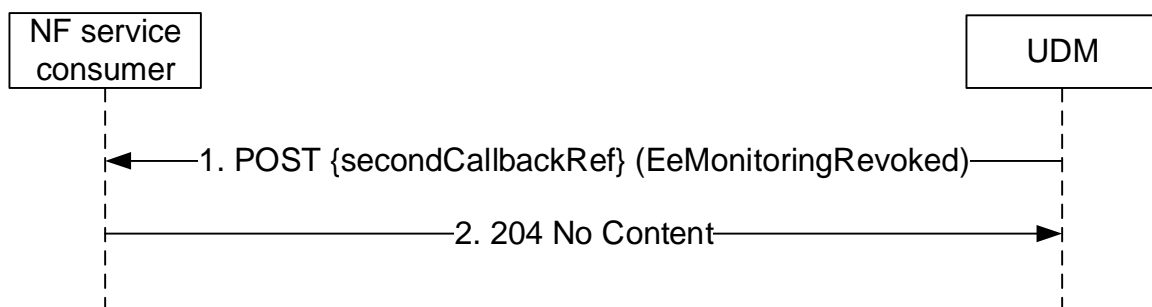 NF service
consumer
UDM
1. POST {secondCallbackRef} (EeMonitoringRevoked)
2. 204 No Content